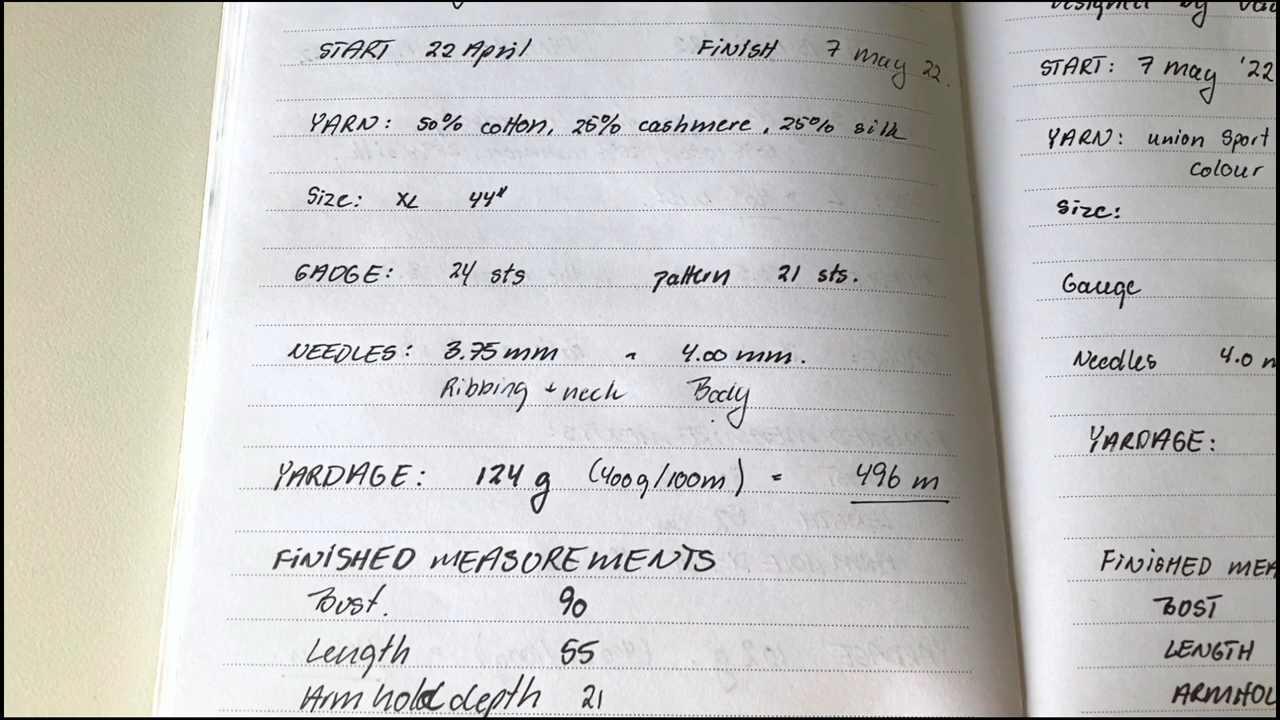 START 22 April FINISH 7 may 22.
YARN: 50% cotton, 25% cashmere, 25% silk
Size: XL 44"
GADGE: 24 sts pattern 21 sts.
NEEDLES: 3.75 mm - 4.00 mm.
Ribbing + neck Body
YARDAGE: 124 g (400g/100m) = 496 m
FINISHED MEASUREMENTS
Bust. 90
Length 55
Arm hold depth 21
designed by
START: 7 may '22
YARN: union Sport
Colour
Size:
Gauge
Needles 4.0 m
YARDAGE:
FINISHED MEA
BUST
LENGTH
ARMHOL